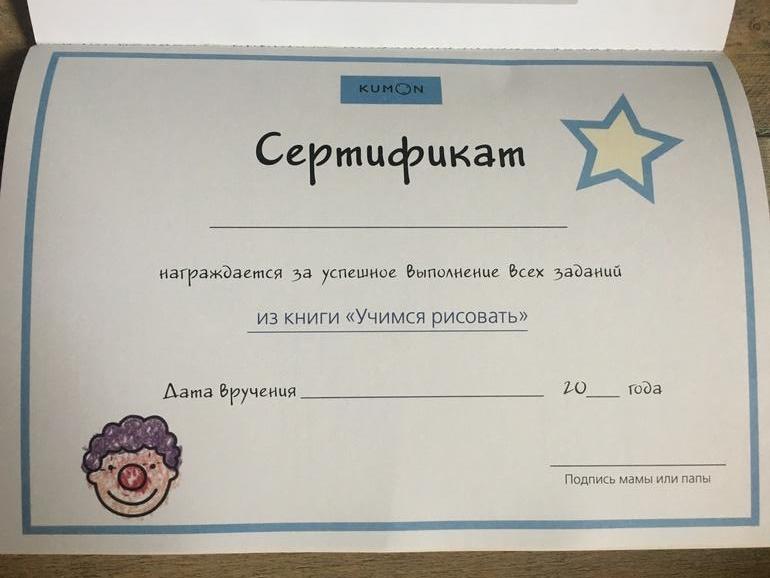 KUMON
Сертификат
награждается за успешное выполнение всех заданий
из книги «Учимся рисовать»
Дата вручения 20 года
Подпись мамы или папы